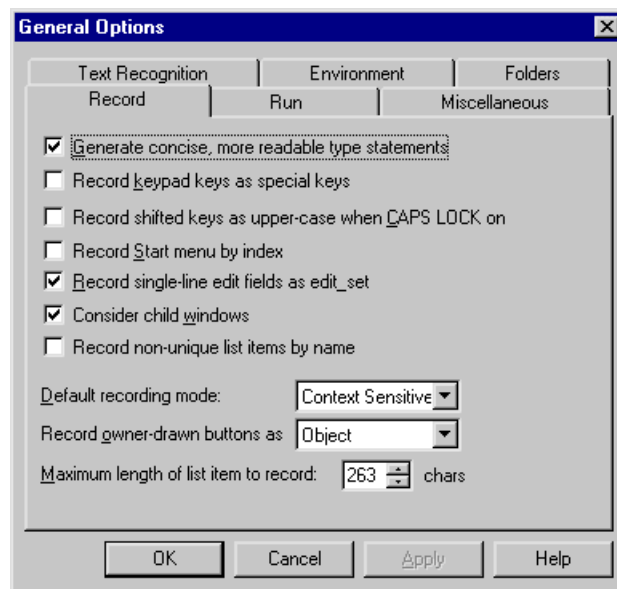 General Options
Text Recognition Environment Folders
Record Run Miscellaneous
Generate concise, more readable type statements
Record keypad keys as special keys
Record shifted keys as upper-case when CAPS LOCK on
Record Start menu by index
Record single-line edit fields as edit_set
Consider child windows
Record non-unique list items by name
Default recording mode: Context Sensitive
Record owner-drawn buttons as Object
Maximum length of list item to record: 263 chars
OK Cancel Apply Help